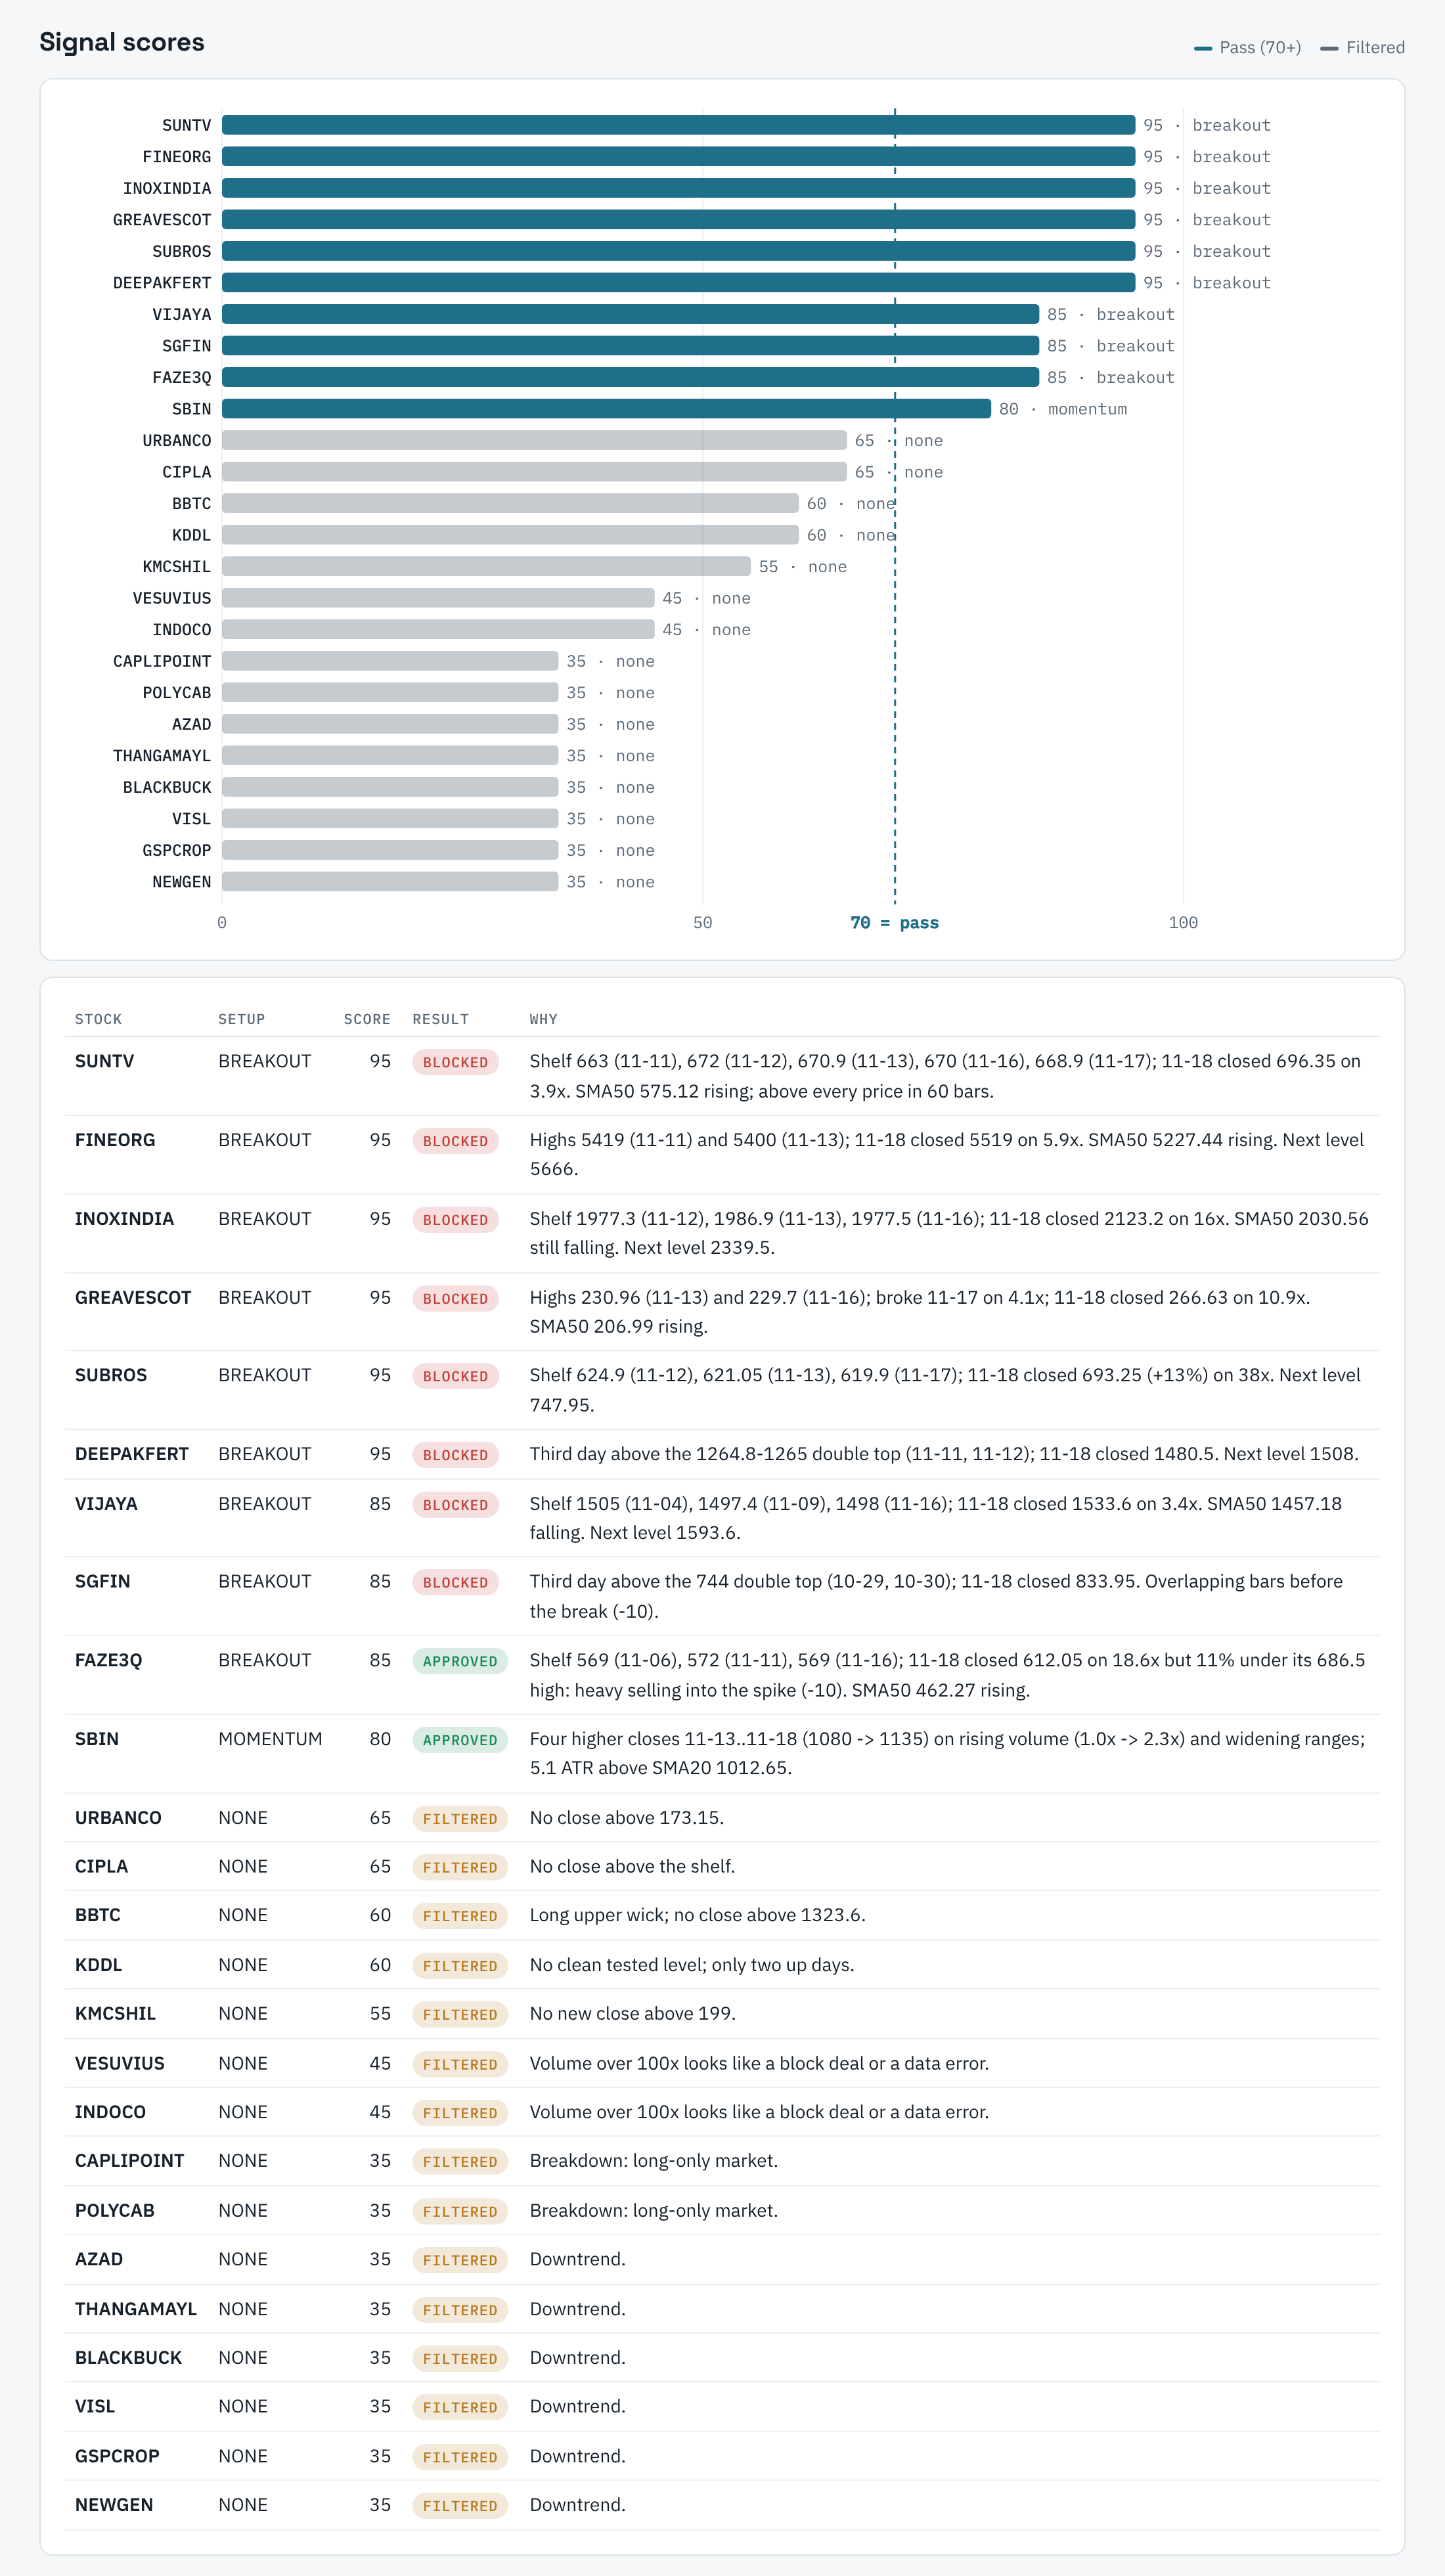 Signal scores
Pass (70+) Filtered
SUNTV 95 · breakout
FINEORG 95 · breakout
INOXINDIA 95 · breakout
GREAVESCOT 95 · breakout
SUBROS 95 · breakout
DEEPAKFERT 95 · breakout
VIJAYA 85 · breakout
SGFIN 85 · breakout
FAZE3Q 85 · breakout
SBIN 80 · momentum
URBANCO 65 · none
CIPLA 65 · none
BBTC 60 · none
KDDL 60 · none
KMCSHIL 55 · none
VESUVIUS 45 · none
INDOCO 45 · none
CAPLIPOINT 35 · none
POLYCAB 35 · none
AZAD 35 · none
THANGAMAYL 35 · none
BLACKBUCK 35 · none
VISL 35 · none
GSPCROP 35 · none
NEWGEN 35 · none
0 50 70 = pass 100
STOCK SETUP SCORE RESULT WHY
SUNTV BREAKOUT 95 BLOCKED Shelf 663 (11-11), 672 (11-12), 670.9 (11-13), 670 (11-16), 668.9 (11-17); 11-18 closed 696.35 on
3.9x. SMA50 575.12 rising; above every price in 60 bars.
FINEORG BREAKOUT 95 BLOCKED Highs 5419 (11-11) and 5400 (11-13); 11-18 closed 5519 on 5.9x. SMA50 5227.44 rising. Next level
5666.
INOXINDIA BREAKOUT 95 BLOCKED Shelf 1977.3 (11-12), 1986.9 (11-13), 1977.5 (11-16); 11-18 closed 2123.2 on 16x. SMA50 2030.56
still falling. Next level 2339.5.
GREAVESCOT BREAKOUT 95 BLOCKED Highs 230.96 (11-13) and 229.7 (11-16); broke 11-17 on 4.1x; 11-18 closed 266.63 on 10.9x.
SMA50 206.99 rising.
SUBROS BREAKOUT 95 BLOCKED Shelf 624.9 (11-12), 621.05 (11-13), 619.9 (11-17); 11-18 closed 693.25 (+13%) on 38x. Next level
747.95.
DEEPAKFERT BREAKOUT 95 BLOCKED Third day above the 1264.8-1265 double top (11-11, 11-12); 11-18 closed 1480.5. Next level 1508.
VIJAYA BREAKOUT 85 BLOCKED Shelf 1505 (11-04), 1497.4 (11-09), 1498 (11-16); 11-18 closed 1533.6 on 3.4x. SMA50 1457.18
falling. Next level 1593.6.
SGFIN BREAKOUT 85 BLOCKED Third day above the 744 double top (10-29, 10-30); 11-18 closed 833.95. Overlapping bars before
the break (-10).
FAZE3Q BREAKOUT 85 APPROVED Shelf 569 (11-06), 572 (11-11), 569 (11-16); 11-18 closed 612.05 on 18.6x but 11% under its 686.5
high: heavy selling into the spike (-10). SMA50 462.27 rising.
SBIN MOMENTUM 80 APPROVED Four higher closes 11-13..11-18 (1080 -> 1135) on rising volume (1.0x -> 2.3x) and widening ranges;
5.1 ATR above SMA20 1012.65.
URBANCO NONE 65 FILTERED No close above 173.15.
CIPLA NONE 65 FILTERED No close above the shelf.
BBTC NONE 60 FILTERED Long upper wick; no close above 1323.6.
KDDL NONE 60 FILTERED No clean tested level; only two up days.
KMCSHIL NONE 55 FILTERED No new close above 199.
VESUVIUS NONE 45 FILTERED Volume over 100x looks like a block deal or a data error.
INDOCO NONE 45 FILTERED Volume over 100x looks like a block deal or a data error.
CAPLIPOINT NONE 35 FILTERED Breakdown: long-only market.
POLYCAB NONE 35 FILTERED Breakdown: long-only market.
AZAD NONE 35 FILTERED Downtrend.
THANGAMAYL NONE 35 FILTERED Downtrend.
BLACKBUCK NONE 35 FILTERED Downtrend.
VISL NONE 35 FILTERED Downtrend.
GSPCROP NONE 35 FILTERED Downtrend.
NEWGEN NONE 35 FILTERED Downtrend.